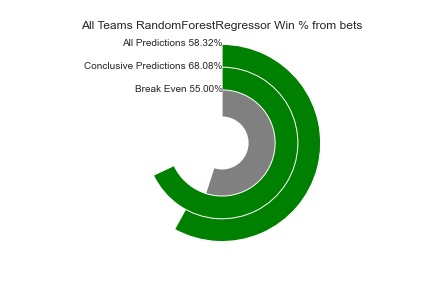 All Teams RandomForestRegressor Win % from bets
All Predictions 58.32%
Conclusive Predictions 68.08%
Break Even 55.00%